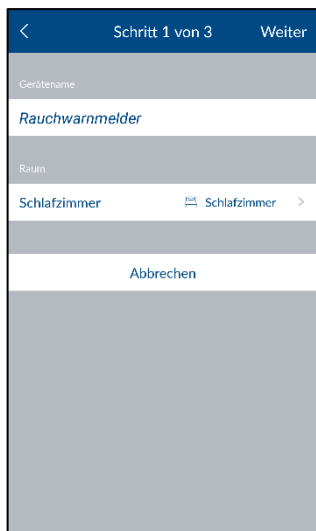 Schritt 1 von 3 Weiter
Gerätename
Rauchwarnmelder
Raum
Schlafzimmer Schlafzimmer
Abbrechen